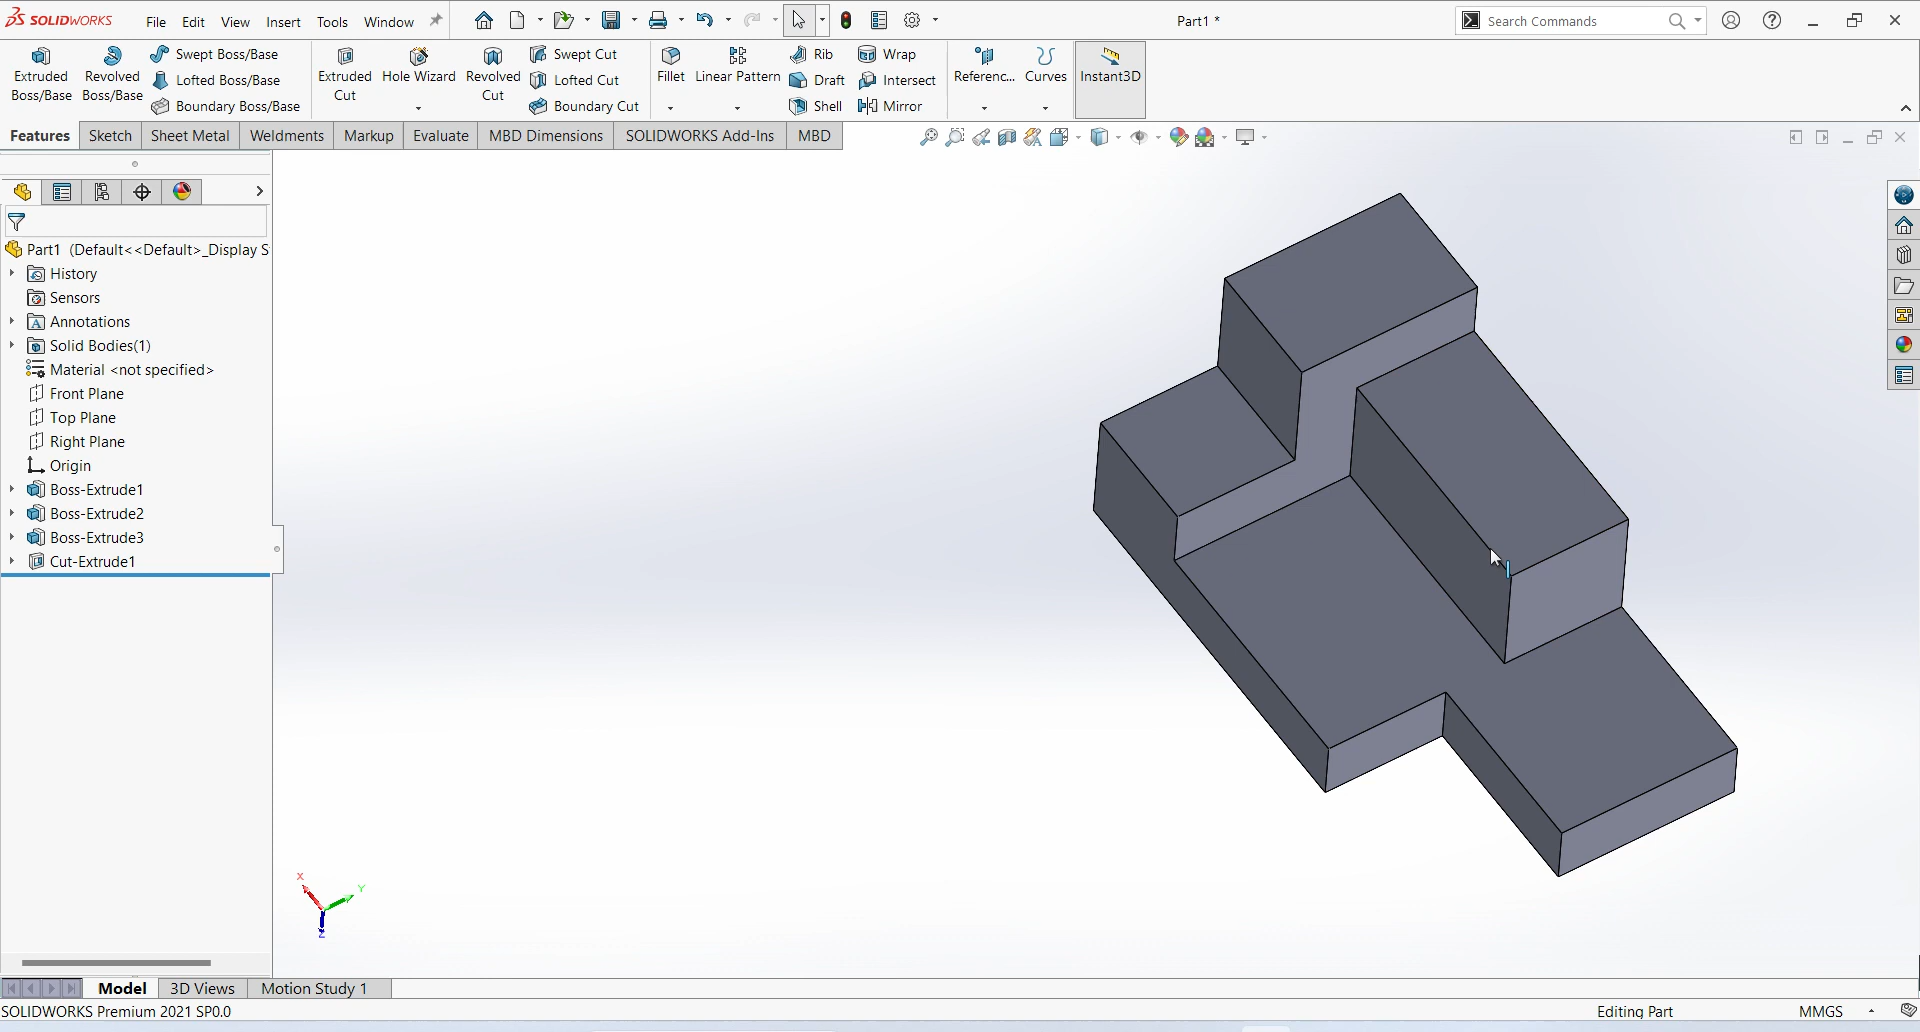 SOLIDWORKS File Edit View Insert Tools Window Part1 * Search Commands
Extruded Boss/Base
Revolved Boss/Base
Swept Boss/Base
Lofted Boss/Base
Boundary Boss/Base
Extruded Cut
Hole Wizard
Revolved Cut
Swept Cut
Lofted Cut
Boundary Cut
Fillet
Linear Pattern
Rib
Draft
Shell
Wrap
Intersect
Mirror
Referenc...
Curves
Instant3D
Features Sketch Sheet Metal Weldments Markup Evaluate MBD Dimensions SOLIDWORKS Add-Ins MBD
Part1 (Default<<Default>_Display S
History
Sensors
Annotations
Solid Bodies(1)
Material <not specified>
Front Plane
Top Plane
Right Plane
Origin
Boss-Extrude1
Boss-Extrude2
Boss-Extrude3
Cut-Extrude1
X
Y
Z
Model 3D Views Motion Study 1
SOLIDWORKS Premium 2021 SP0.0 Editing Part MMGS